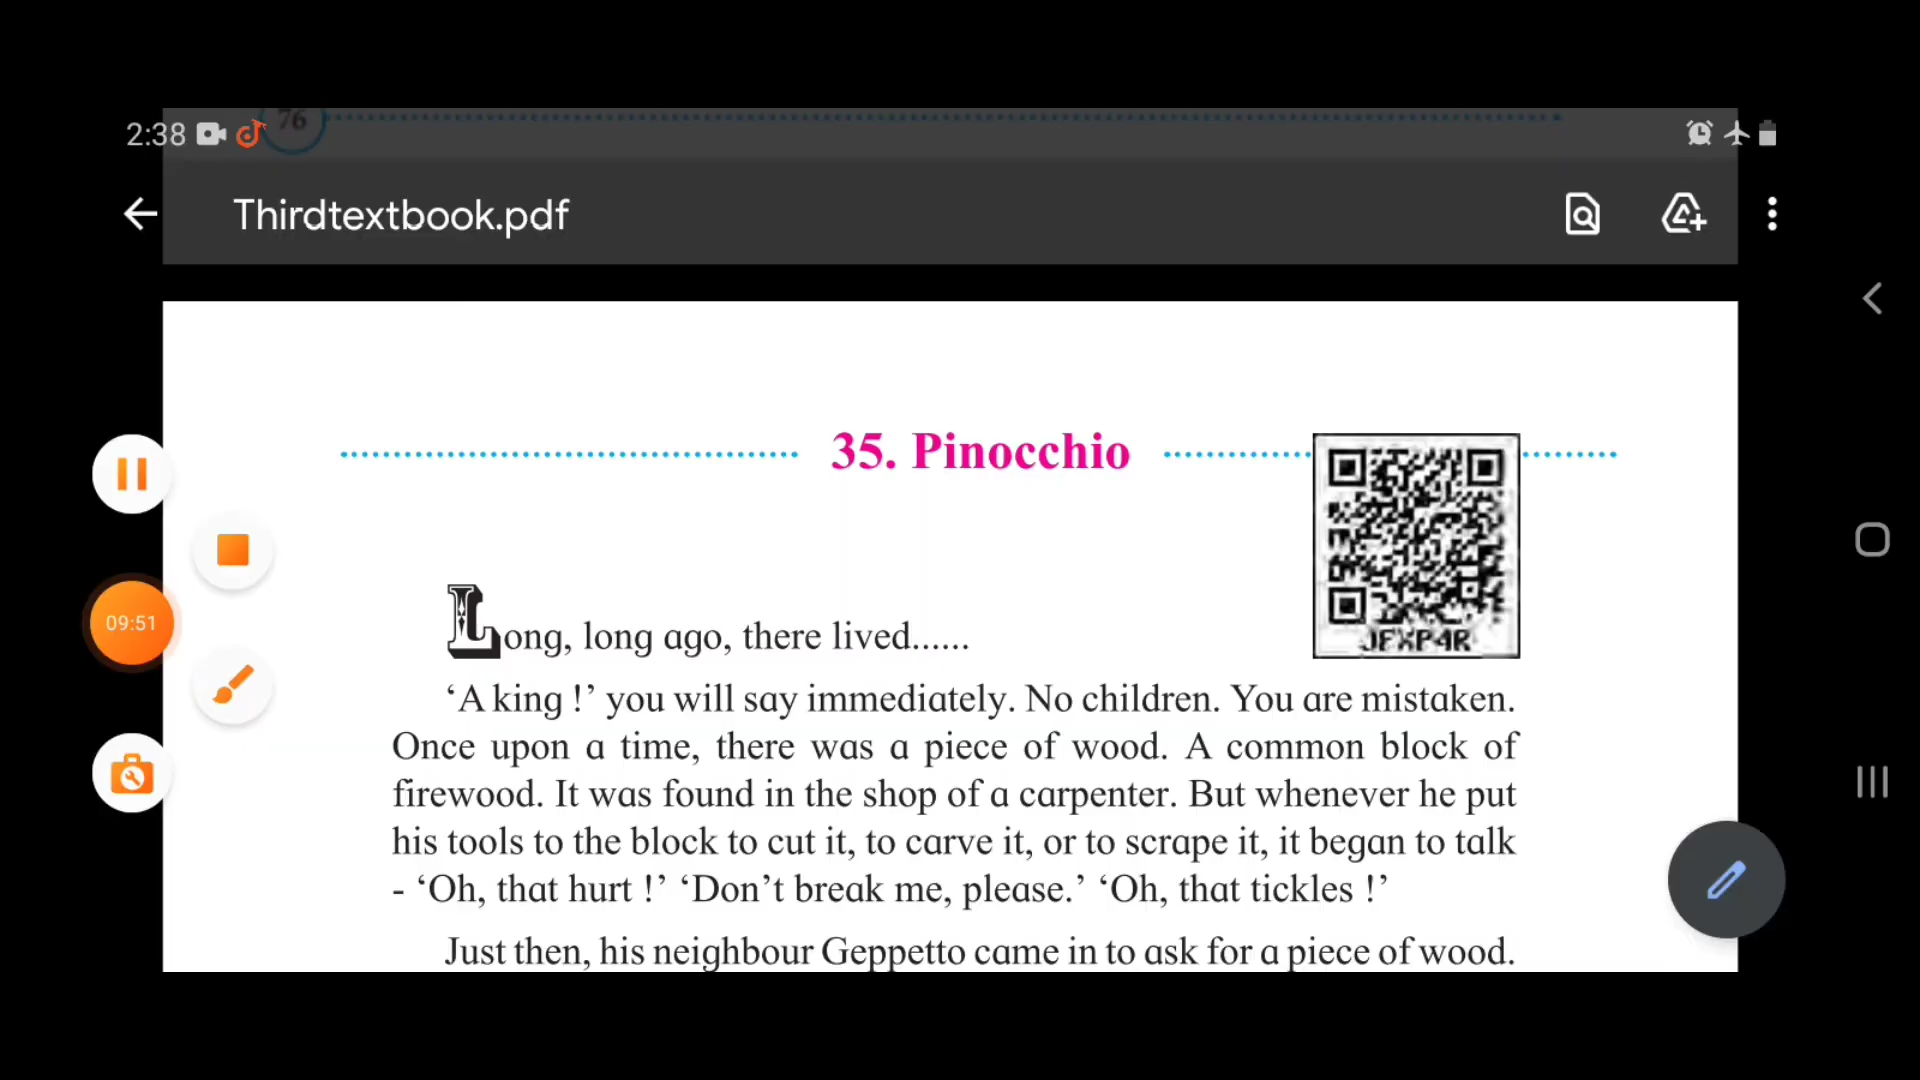 76
2:38
Thirdtextbook.pdf
35. Pinocchio
JFXP4R
Long, long ago, there lived......
‘A king !’ you will say immediately. No children. You are mistaken.
Once upon a time, there was a piece of wood. A common block of
firewood. It was found in the shop of a carpenter. But whenever he put
his tools to the block to cut it, to carve it, or to scrape it, it began to talk
- ‘Oh, that hurt !’ ‘Don’t break me, please.’ ‘Oh, that tickles !’
Just then, his neighbour Geppetto came in to ask for a piece of wood.
09:51